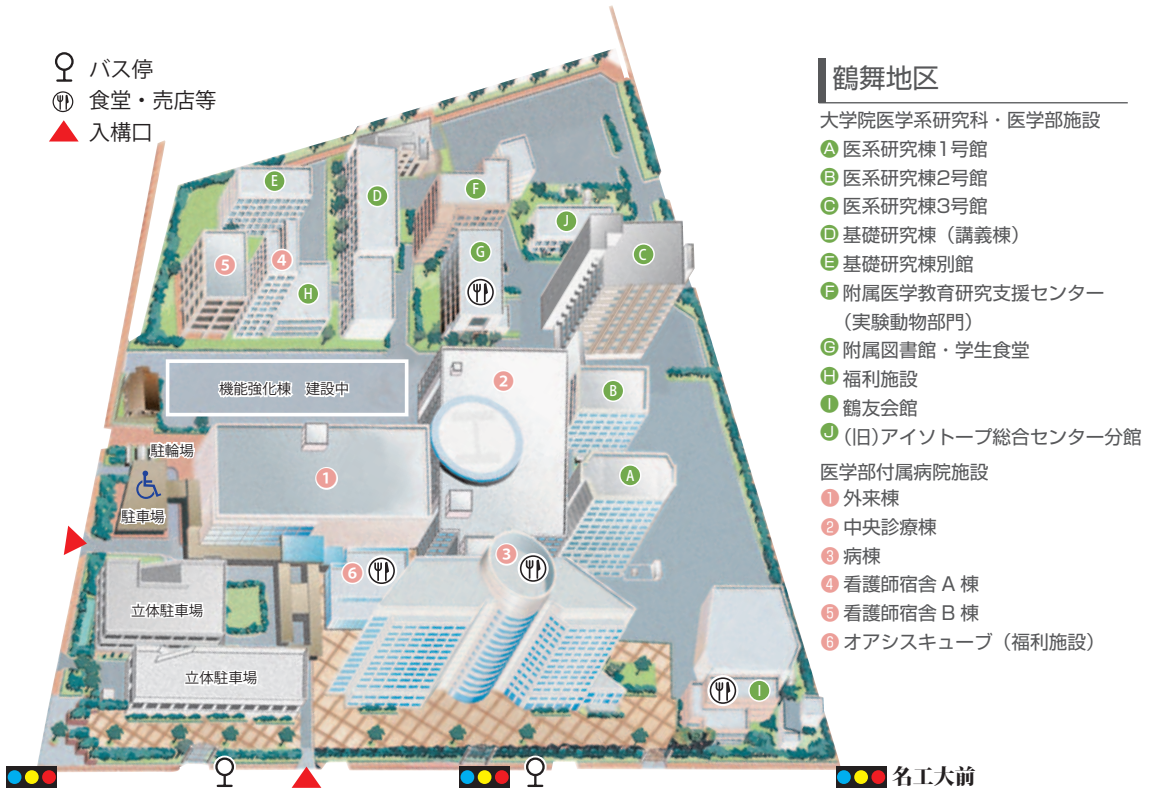 バス停
食堂・売店等
入構口
鶴舞地区
大学院医学系研究科・医学部施設
A 医系研究棟1号館
B 医系研究棟2号館
C 医系研究棟3号館
D 基礎研究棟（講義棟）
E 基礎研究棟別館
F 附属医学教育研究支援センター
（実験動物部門）
G 附属図書館・学生食堂
H 福利施設
I 鶴友会館
J (旧)アイソトープ総合センター分館
医学部付属病院施設
1 外来棟
2 中央診療棟
3 病棟
4 看護師宿舎 A 棟
5 看護師宿舎 B 棟
6 オアシスキューブ（福利施設）
E
D
F
J
G
C
5
4
H
2
機能強化棟　建設中
B
駐輪場
1
A
駐車場
3
6
立体駐車場
立体駐車場
I
名工大前